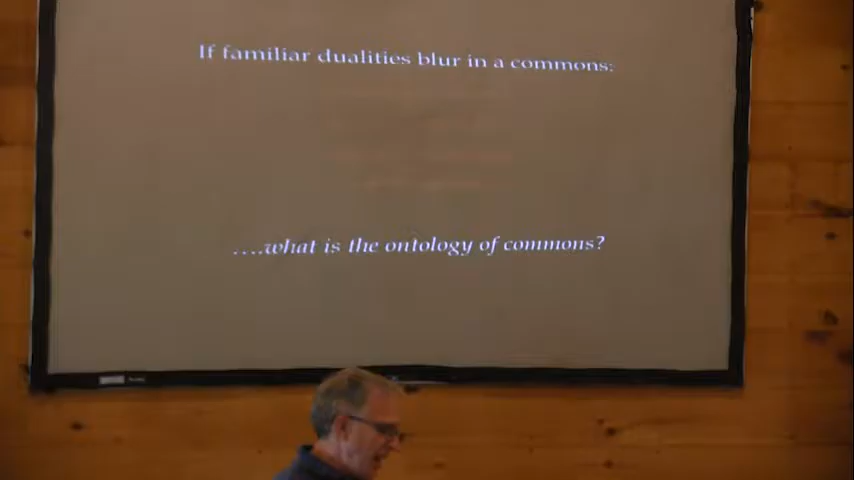 If familiar dualities blur in a commons:
….what is the ontology of commons?